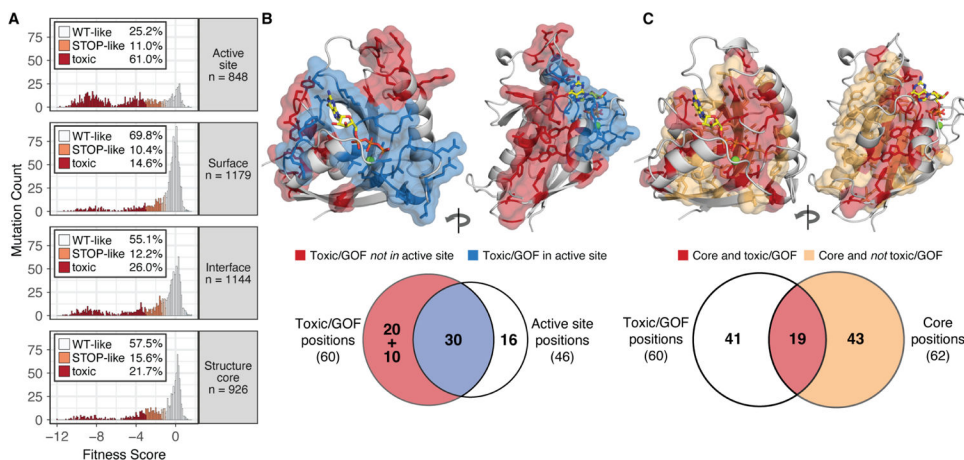 A
B
C
WT-like 25.2%
STOP-like 11.0%
toxic 61.0%
Active
site
n = 848
WT-like 69.8%
STOP-like 10.4%
toxic 14.6%
Surface
n = 1179
WT-like 55.1%
STOP-like 12.2%
toxic 26.0%
Interface
n = 1144
WT-like 57.5%
STOP-like 15.6%
toxic 21.7%
Structure
core
n = 926
Mutation Count
75
50
25
0
75
50
25
0
75
50
25
0
75
50
25
0
−12 −8 −4 0
Fitness Score
Toxic/GOF not in active site
Toxic/GOF in active site
Toxic/GOF
positions
(60)
20
+
10
30
16
Active site
positions
(46)
Core and toxic/GOF
Core and not toxic/GOF
Toxic/GOF
positions
(60)
41
19
43
Core
positions
(62)